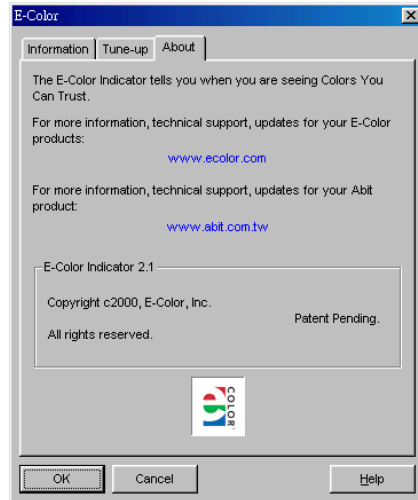 E-Color
Information Tune-up About
The E-Color Indicator tells you when you are seeing Colors You
Can Trust.
For more information, technical support, updates for your E-Color
products:
www.ecolor.com
For more information, technical support, updates for your Abit
product:
www.abit.com.tw
E-Color Indicator 2.1
Copyright c2000, E-Color, Inc.
Patent Pending.
All rights reserved.
COLOR
OK Cancel Help